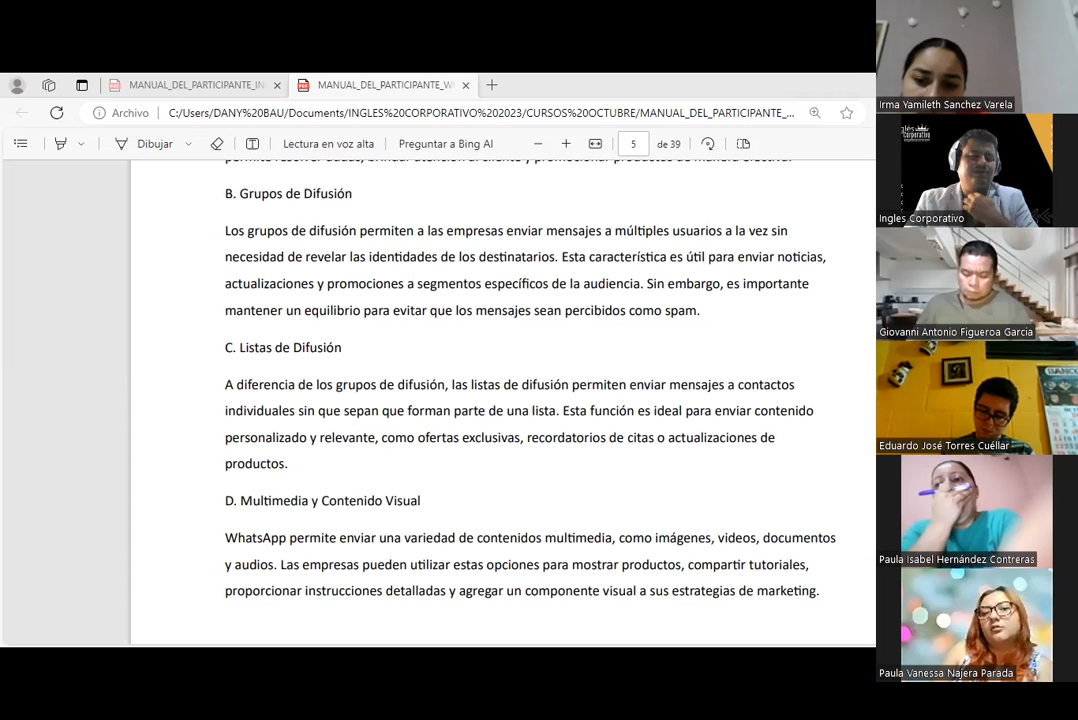 MANUAL_DEL_PARTICIPANTE_IN
MANUAL_DEL_PARTICIPANTE_W
Archivo
C:/Users/DANY%20BAU/Documents/INGLES%20CORPORATIVO%202023/CURSOS%20OCTUBRE/MANUAL_DEL_PARTICIPANTE_...
Dibujar
Lectura en voz alta
Preguntar a Bing AI
5
de 39
B. Grupos de Difusión
Los grupos de difusión permiten a las empresas enviar mensajes a múltiples usuarios a la vez sin
necesidad de revelar las identidades de los destinatarios. Esta característica es útil para enviar noticias,
actualizaciones y promociones a segmentos específicos de la audiencia. Sin embargo, es importante
mantener un equilibrio para evitar que los mensajes sean percibidos como spam.
C. Listas de Difusión
A diferencia de los grupos de difusión, las listas de difusión permiten enviar mensajes a contactos
individuales sin que sepan que forman parte de una lista. Esta función es ideal para enviar contenido
personalizado y relevante, como ofertas exclusivas, recordatorios de citas o actualizaciones de
productos.
D. Multimedia y Contenido Visual
WhatsApp permite enviar una variedad de contenidos multimedia, como imágenes, videos, documentos
y audios. Las empresas pueden utilizar estas opciones para mostrar productos, compartir tutoriales,
proporcionar instrucciones detalladas y agregar un componente visual a sus estrategias de marketing.
Irma Yamileth Sanchez Varela
Ingles Corporativo
Giovanni Antonio Figueroa Garcia
Eduardo José Torres Cuéllar
Paula Isabel Hernández Contreras
Paula Vanessa Najera Parada